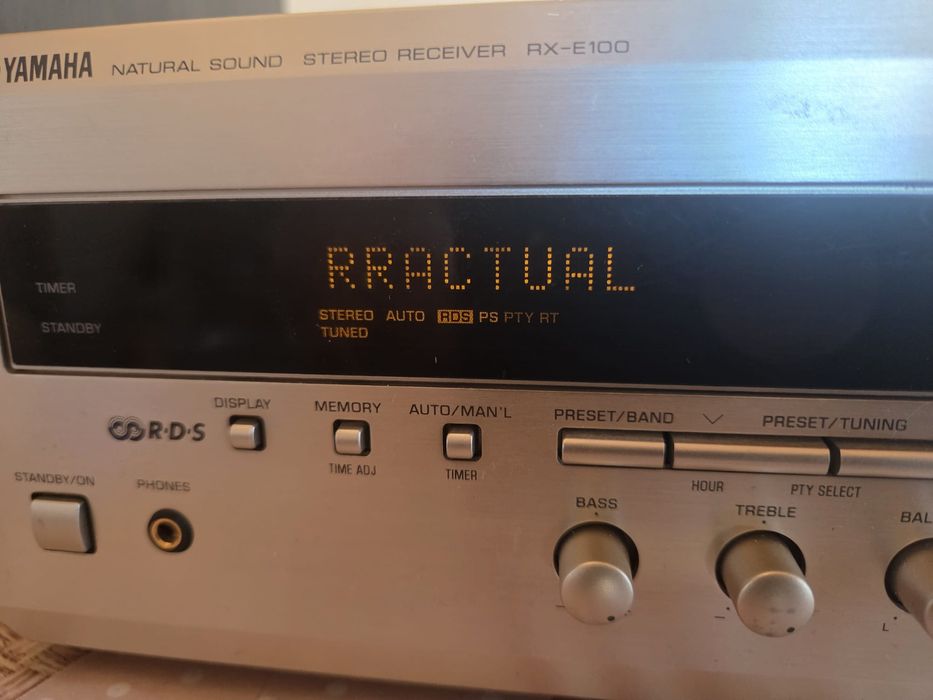 YAMAHA NATURAL SOUND STEREO RECEIVER RX-E100
RRACTUAL
TIMER
STEREO AUTO RDS PS PTY RT
STANDBY
TUNED
DISPLAY MEMORY AUTO/MAN'L PRESET/BAND PRESET/TUNING
R·D·S
TIME ADJ TIMER HOUR PTY SELECT
STANDBY/ON PHONES
BASS TREBLE BAL
L